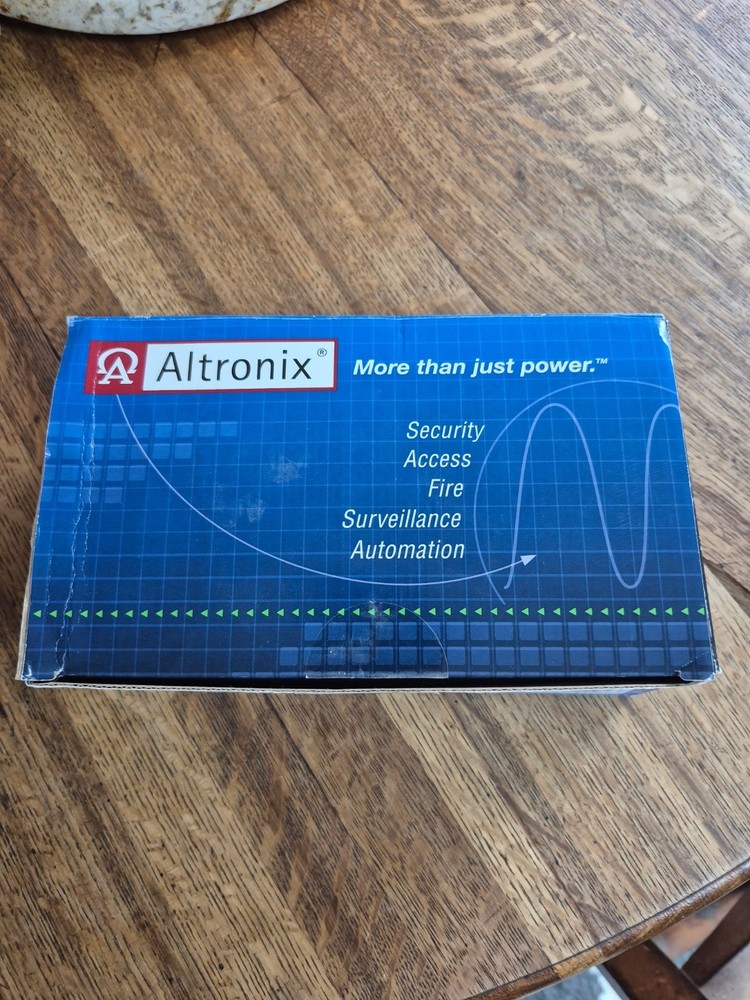 Altronix® More than just power.™
Security
Access
Fire
Surveillance
Automation